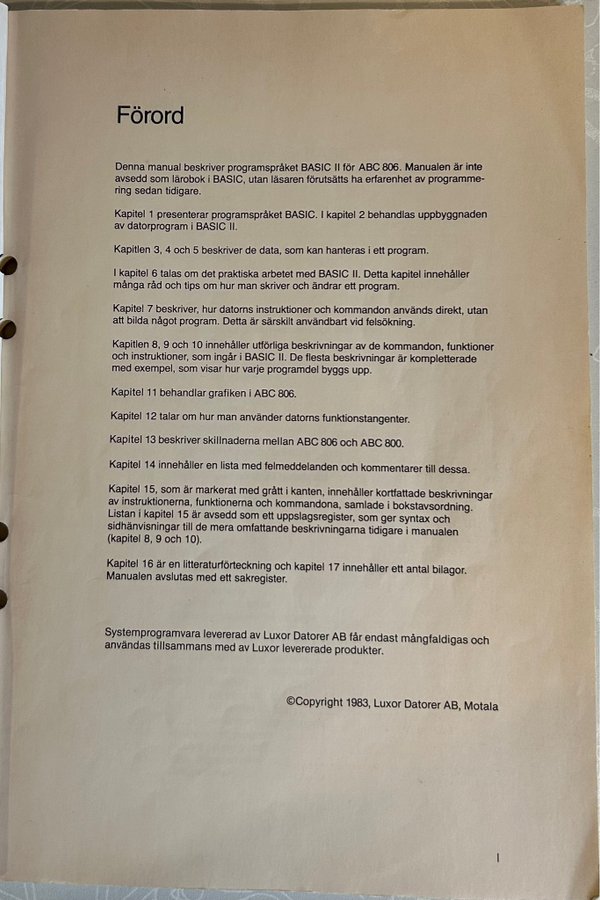 Förord
Denna manual beskriver programspråket BASIC II för ABC 806. Manualen är inte
avsedd som lärobok i BASIC, utan läsaren förutsätts ha erfarenhet av programme-
ring sedan tidigare.
Kapitel 1 presenterar programspråket BASIC. I kapitel 2 behandlas uppbyggnaden
av datorprogram i BASIC II.
Kapitlen 3, 4 och 5 beskriver de data, som kan hanteras i ett program.
I kapitel 6 talas om det praktiska arbetet med BASIC II. Detta kapitel innehåller
många råd och tips om hur man skriver och ändrar ett program.
Kapitel 7 beskriver, hur datorns instruktioner och kommandon används direkt, utan
att bilda något program. Detta är särskilt användbart vid felsökning.
Kapitlen 8, 9 och 10 innehåller utförliga beskrivningar av de kommandon, funktioner
och instruktioner, som ingår i BASIC II. De flesta beskrivningar är kompletterade
med exempel, som visar hur varje programdel byggs upp.
Kapitel 11 behandlar grafiken i ABC 806.
Kapitel 12 talar om hur man använder datorns funktionstangenter.
Kapitel 13 beskriver skillnaderna mellan ABC 806 och ABC 800.
Kapitel 14 innehåller en lista med felmeddelanden och kommentarer till dessa.
Kapitel 15, som är markerat med grått i kanten, innehåller kortfattade beskrivningar
av instruktionerna, funktionerna och kommandona, samlade i bokstavsordning.
Listan i kapitel 15 är avsedd som ett uppslagsregister, som ger syntax och
sidhänvisningar till de mera omfattande beskrivningarna tidigare i manualen
(kapitel 8, 9 och 10).
Kapitel 16 är en litteraturförteckning och kapitel 17 innehåller ett antal bilagor.
Manualen avslutas med ett sakregister.
Systemprogramvara levererad av Luxor Datorer AB får endast mångfaldigas och
användas tillsammans med av Luxor levererade produkter.
©Copyright 1983, Luxor Datorer AB, Motala
I